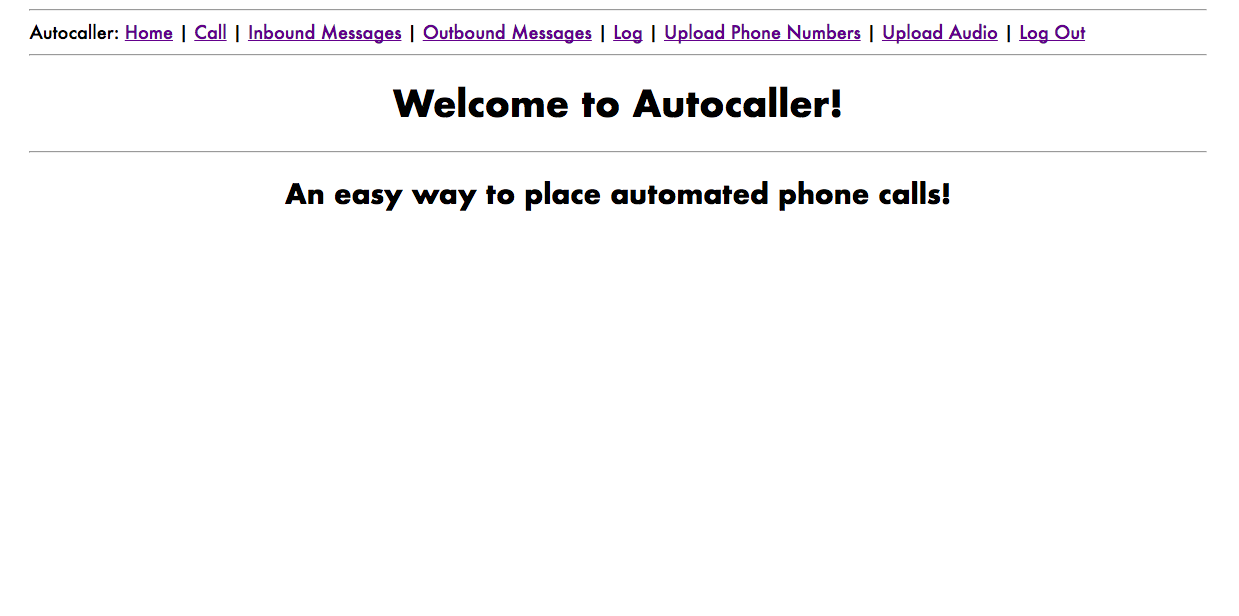 Autocaller: Home | Call | Inbound Messages | Outbound Messages | Log | Upload Phone Numbers | Upload Audio | Log Out
Welcome to Autocaller!
An easy way to place automated phone calls!